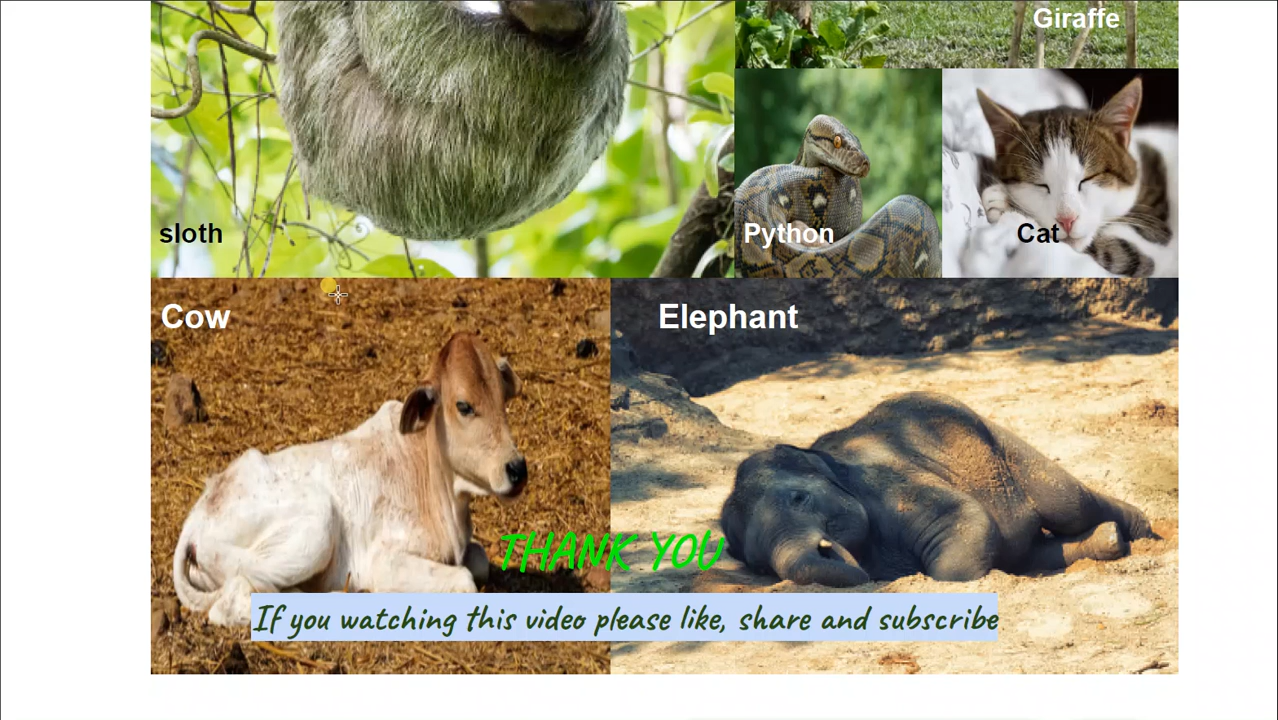 Giraffe
sloth
Python
Cat
Cow
Elephant
THANK YOU
If you watching this video please like, share and subscribe